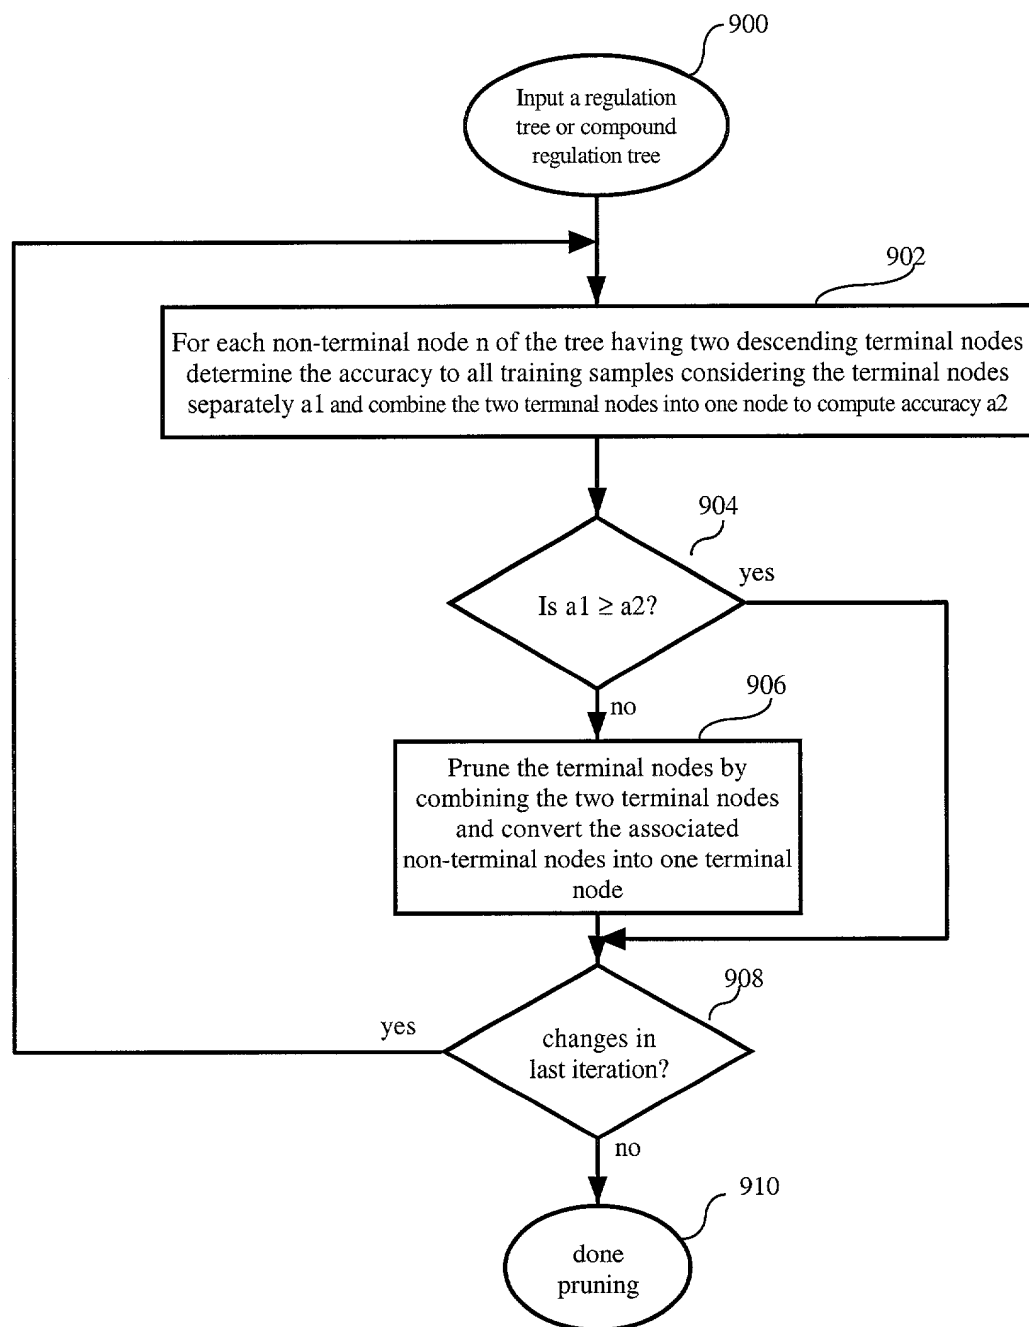 900
Input a regulation
tree or compound
regulation tree
902
For each non-terminal node n of the tree having two descending terminal nodes
determine the accuracy to all training samples considering the terminal nodes
separately a1 and combine the two terminal nodes into one node to compute accuracy a2
904
yes
Is a1 ≥ a2?
no
906
Prune the terminal nodes by
combining the two terminal nodes
and convert the associated
non-terminal nodes into one terminal
node
908
yes
changes in
last iteration?
no
910
done
pruning